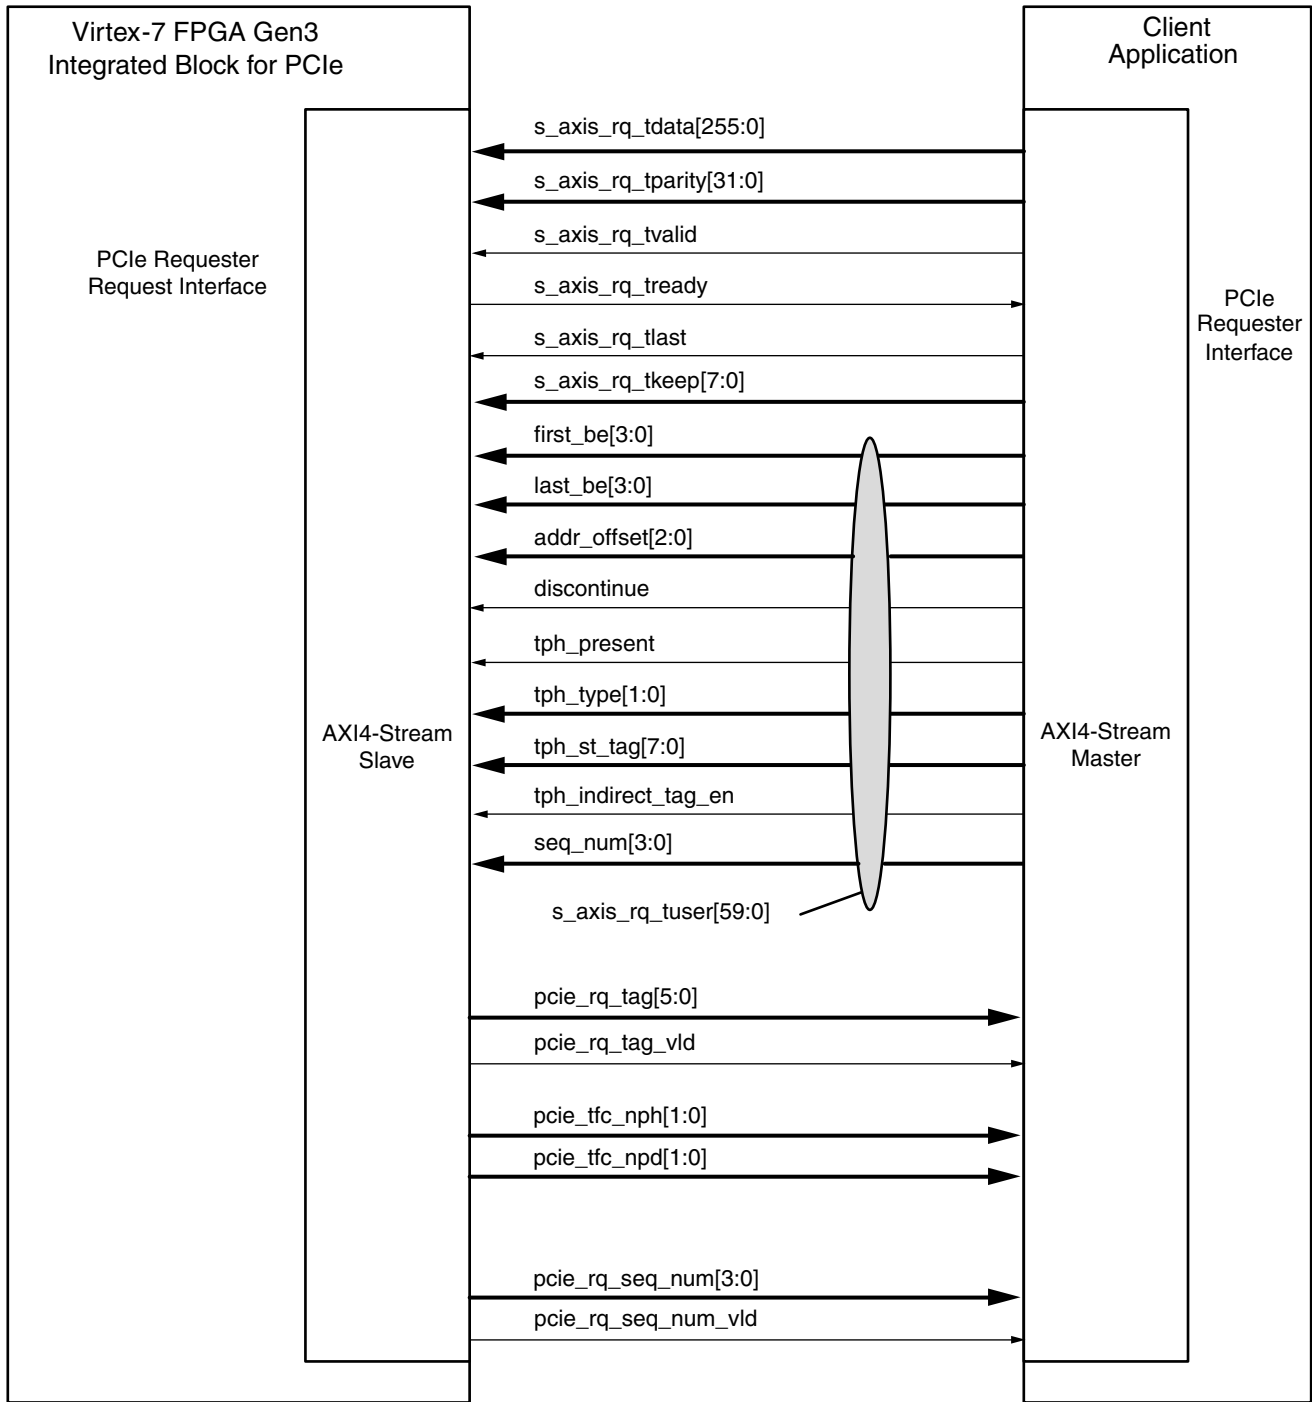 Virtex-7 FPGA Gen3
Integrated Block for PCIe
Client
Application
s_axis_rq_tdata[255:0]
s_axis_rq_tparity[31:0]
s_axis_rq_tvalid
PCIe Requester
Request Interface
s_axis_rq_tready
PCIe
Requester
Interface
s_axis_rq_tlast
s_axis_rq_tkeep[7:0]
first_be[3:0]
last_be[3:0]
addr_offset[2:0]
discontinue
tph_present
tph_type[1:0]
AXI4-Stream
Slave
AXI4-Stream
Master
tph_st_tag[7:0]
tph_indirect_tag_en
seq_num[3:0]
s_axis_rq_tuser[59:0]
pcie_rq_tag[5:0]
pcie_rq_tag_vld
pcie_tfc_nph[1:0]
pcie_tfc_npd[1:0]
pcie_rq_seq_num[3:0]
pcie_rq_seq_num_vld